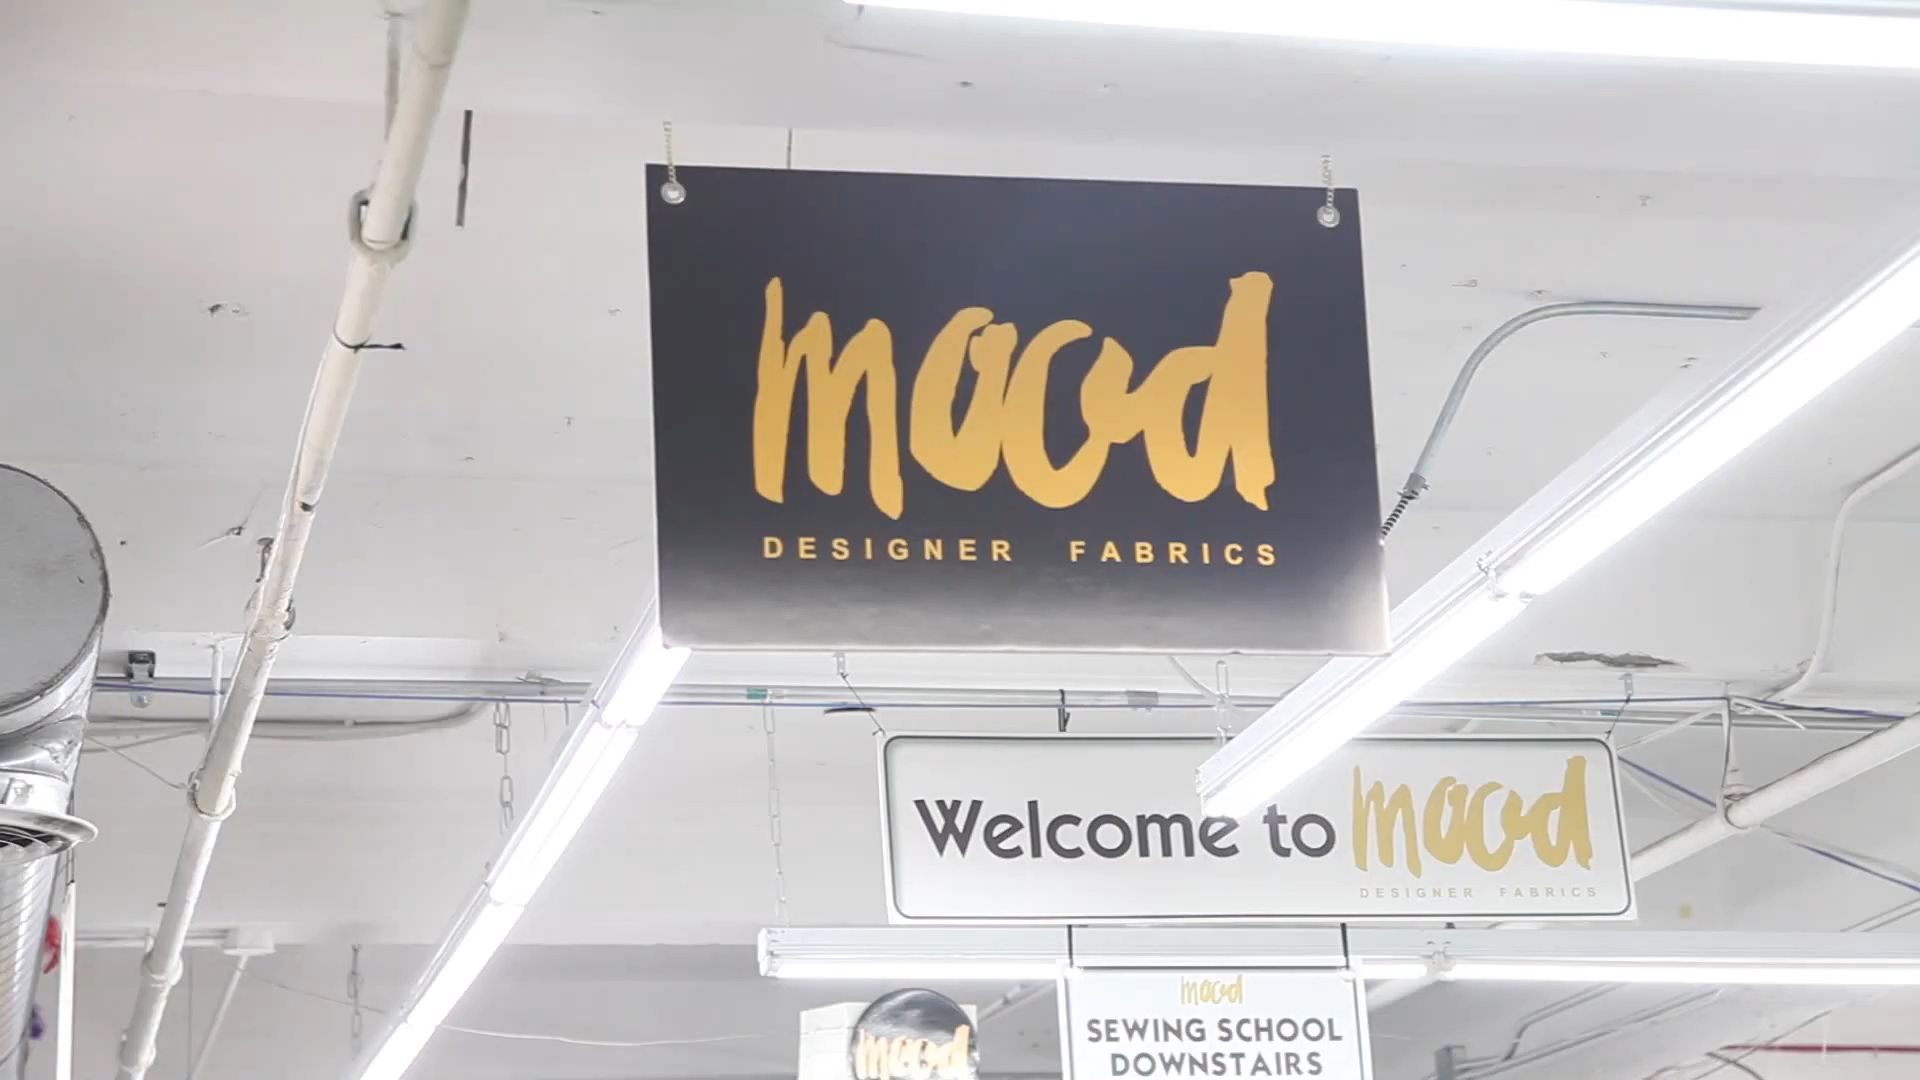 mood
DESIGNER FABRICS
Welcome to mood
DESIGNER FABRICS
mood
SEWING SCHOOL
DOWNSTAIRS
mood